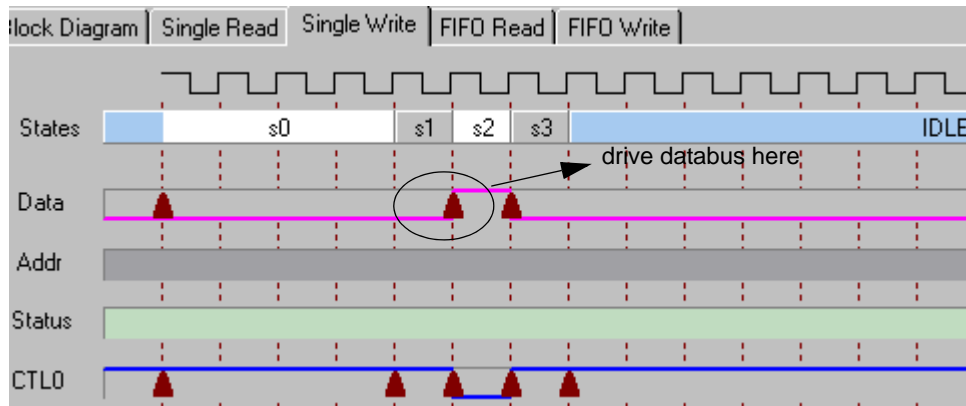 Block Diagram Single Read Single Write FIFO Read FIFO Write
States s0 s1 s2 s3 IDLE
drive databus here
Data
Addr
Status
CTL0